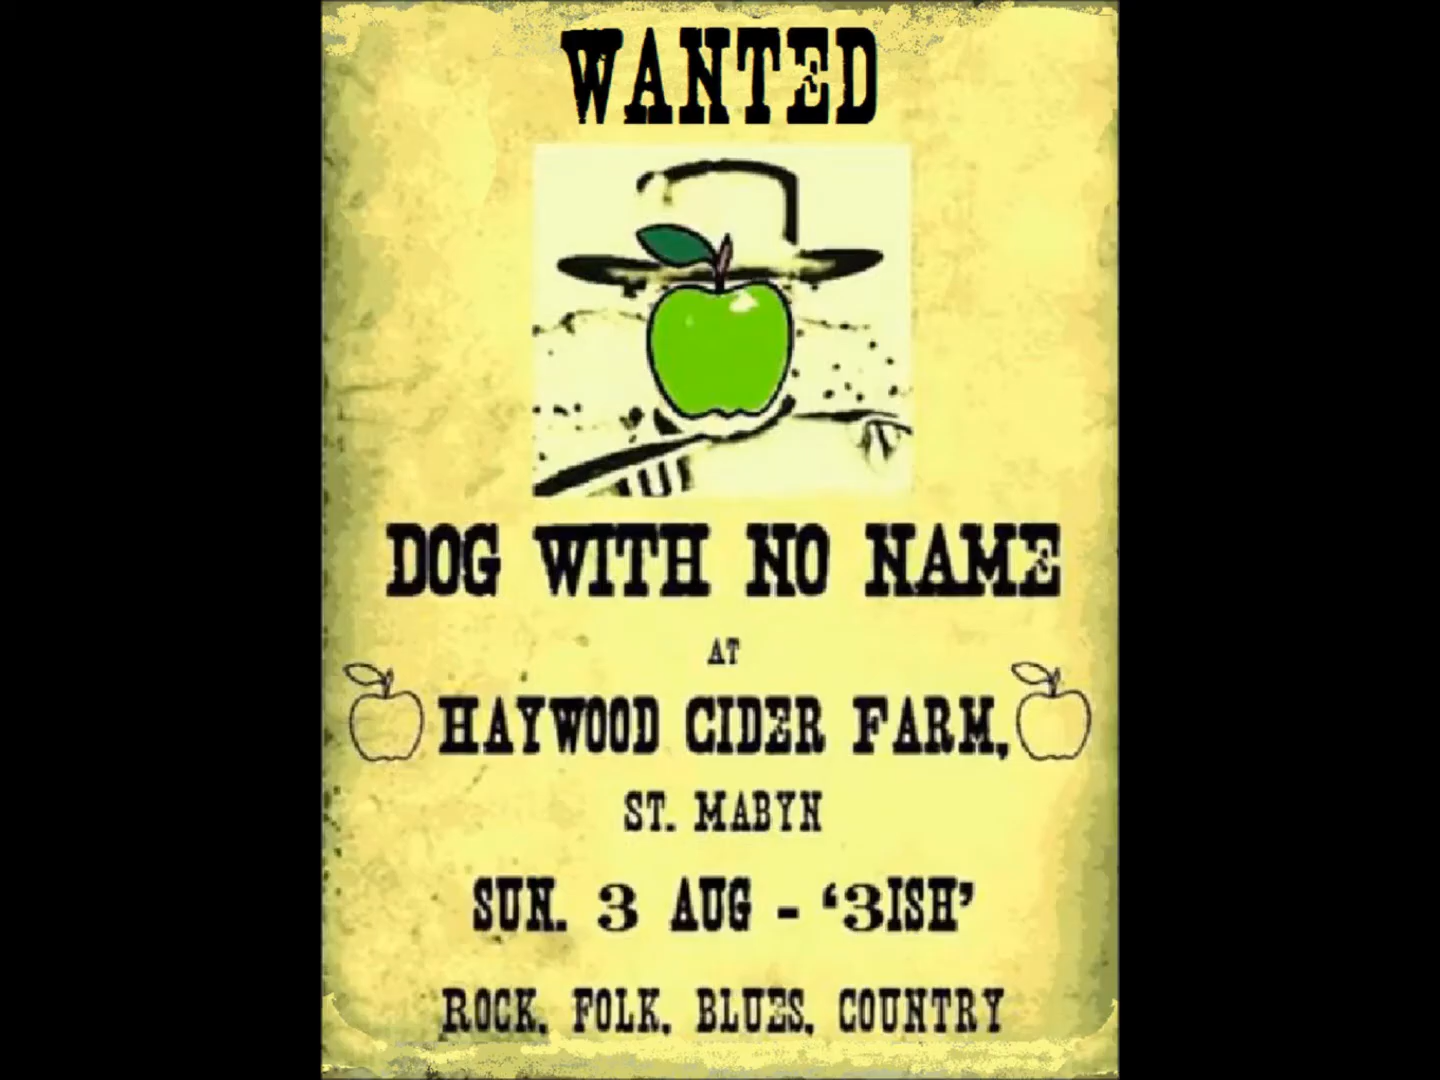 WANTED
DOG WITH NO NAME
AT
HAYWOOD CIDER FARM,
ST. MABYN
SUN. 3 AUG - ‘3ISH’
ROCK, FOLK, BLUES, COUNTRY